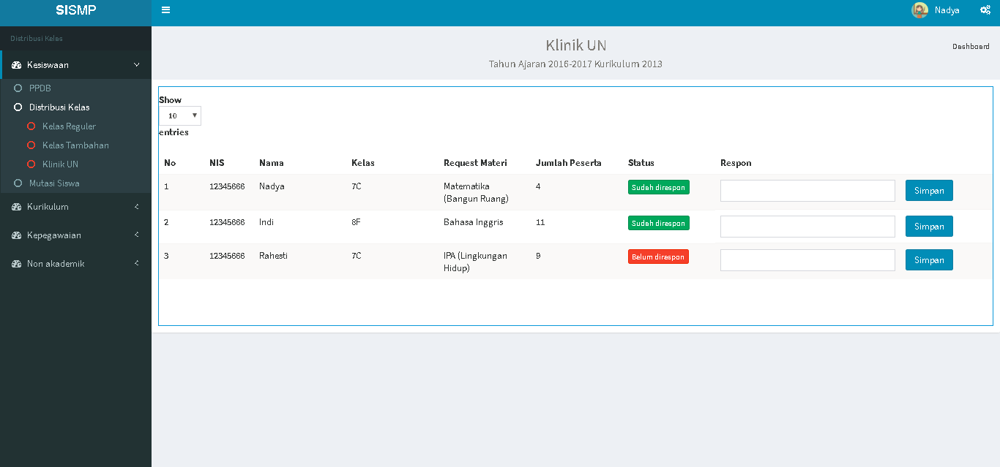 SISMP
Nadya
Distribusi Kelas
Kesiswaan
PPDB
Distribusi Kelas
Kelas Reguler
Kelas Tambahan
Klinik UN
Mutasi Siswa
Kurikulum
Kepegawaian
Non akademik
Klinik UN
Tahun Ajaran 2016-2017 Kurikulum 2013
Dashboard
Show
10
entries
No NIS Nama Kelas Request Materi Jumlah Peserta Status Respon
1 12345666 Nadya 7C Matematika 4 Sudah direspon Simpan
(Bangun Ruang)
2 12345666 Indi 8F Bahasa Inggris 11 Sudah direspon Simpan
3 12345666 Rahesti 7C IPA (Lingkungan 9 Belum direspon Simpan
Hidup)